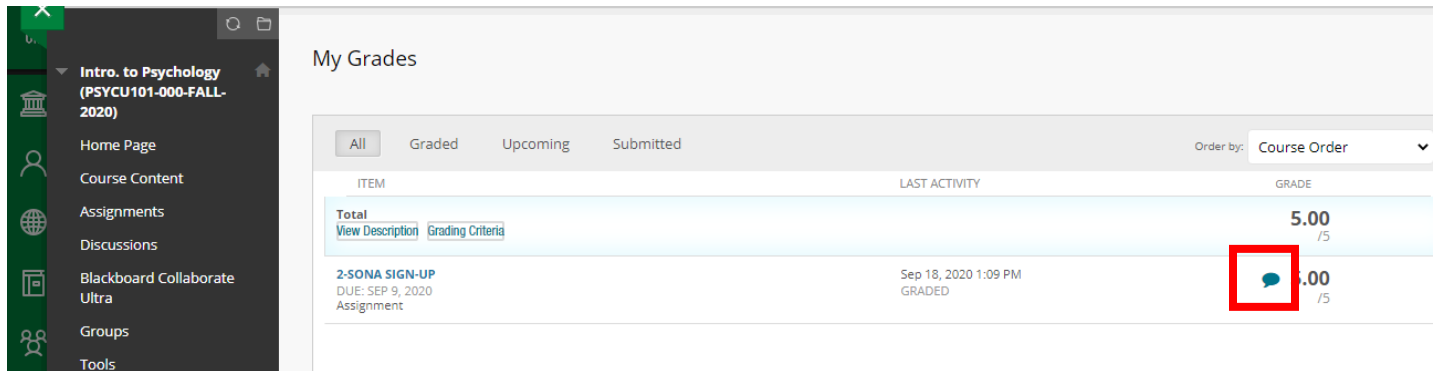 My Grades
Intro. to Psychology
(PSYCU101-000-FALL-
2020)
Home Page
Course Content
Assignments
Discussions
Blackboard Collaborate
Ultra
Groups
Tools
All Graded Upcoming Submitted Order by: Course Order
ITEM LAST ACTIVITY GRADE
Total 5.00
View Description Grading Criteria /5
2-SONA SIGN-UP Sep 18, 2020 1:09 PM .00
DUE: SEP 9, 2020 GRADED /5
Assignment